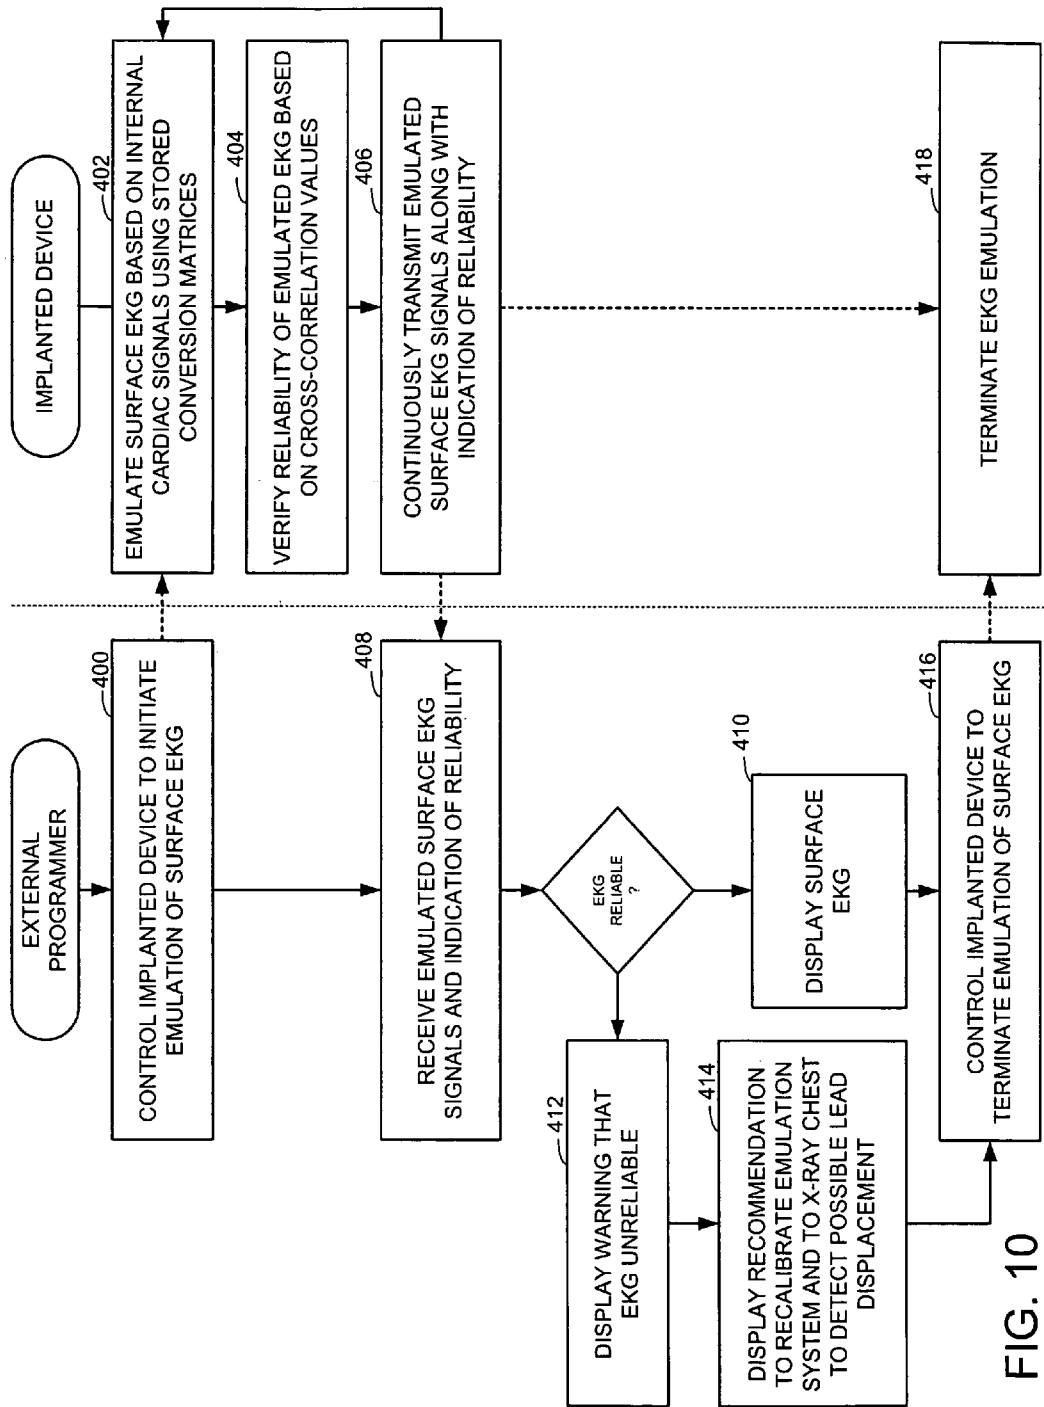 EXTERNAL
PROGRAMMER
400
CONTROL IMPLANTED DEVICE TO INITIATE
EMULATION OF SURFACE EKG
408
RECEIVE EMULATED SURFACE EKG
SIGNALS AND INDICATION OF RELIABILITY
EKG
RELIABLE
?
410
DISPLAY SURFACE
EKG
412
DISPLAY WARNING THAT
EKG UNRELIABLE
414
DISPLAY RECOMMENDATION
TO RECALIBRATE EMULATION
SYSTEM AND TO X-RAY CHEST
TO DETECT POSSIBLE LEAD
DISPLACEMENT
416
CONTROL IMPLANTED DEVICE TO
TERMINATE EMULATION OF SURFACE EKG
IMPLANTED DEVICE
402
EMULATE SURFACE EKG BASED ON INTERNAL
CARDIAC SIGNALS USING STORED
CONVERSION MATRICES
404
VERIFY RELIABILITY OF EMULATED EKG BASED
ON CROSS-CORRELATION VALUES
406
CONTINUOUSLY TRANSMIT EMULATED
SURFACE EKG SIGNALS ALONG WITH
INDICATION OF RELIABILITY
418
TERMINATE EKG EMULATION
FIG. 10